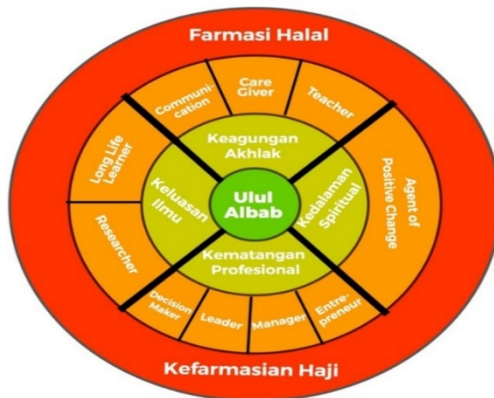 Farmasi Halal
Communi-
cation
Care
Giver
Teacher
Long Life
Learner
Researcher
Agent of
Positive Change
Keagungan
Akhlak
Keluasan
Ilmu
Ulul
Albab
Kedalaman
Spiritual
Kematangan
Profesional
Decision
Maker
Leader
Manager
Entre-
preneur
Kefarmasian Haji